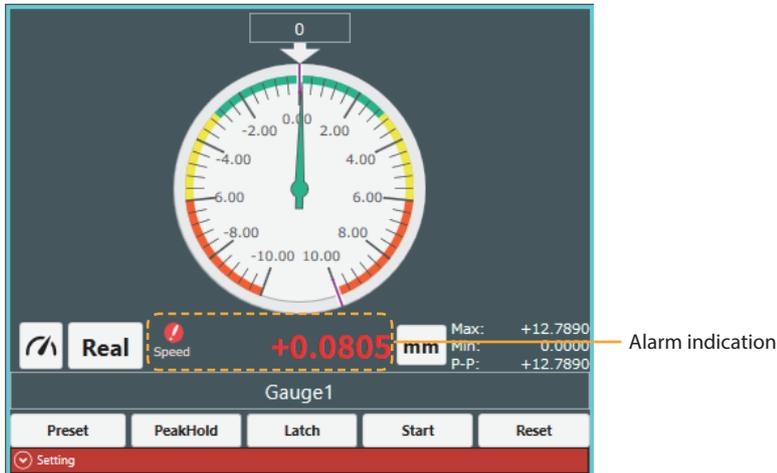 0
0.00
-2.00 2.00
-4.00 4.00
-6.00 6.00
-8.00 8.00
-10.00 10.00
Real
Speed
+0.0805
mm
Max: +12.7890
Min: 0.0000
P-P: +12.7890
Alarm indication
Gauge1
Preset PeakHold Latch Start Reset
Setting